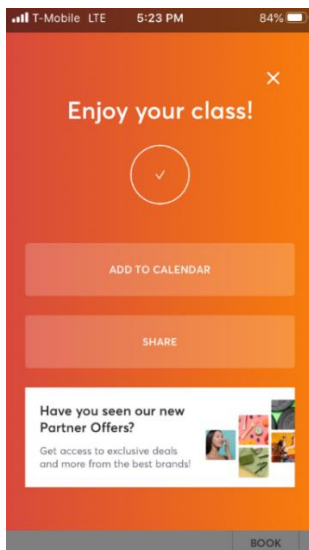 T-Mobile LTE 5:23 PM 84%
Enjoy your class!
ADD TO CALENDAR
SHARE
Have you seen our new
Partner Offers?
Get access to exclusive deals
and more from the best brands!
BOOK